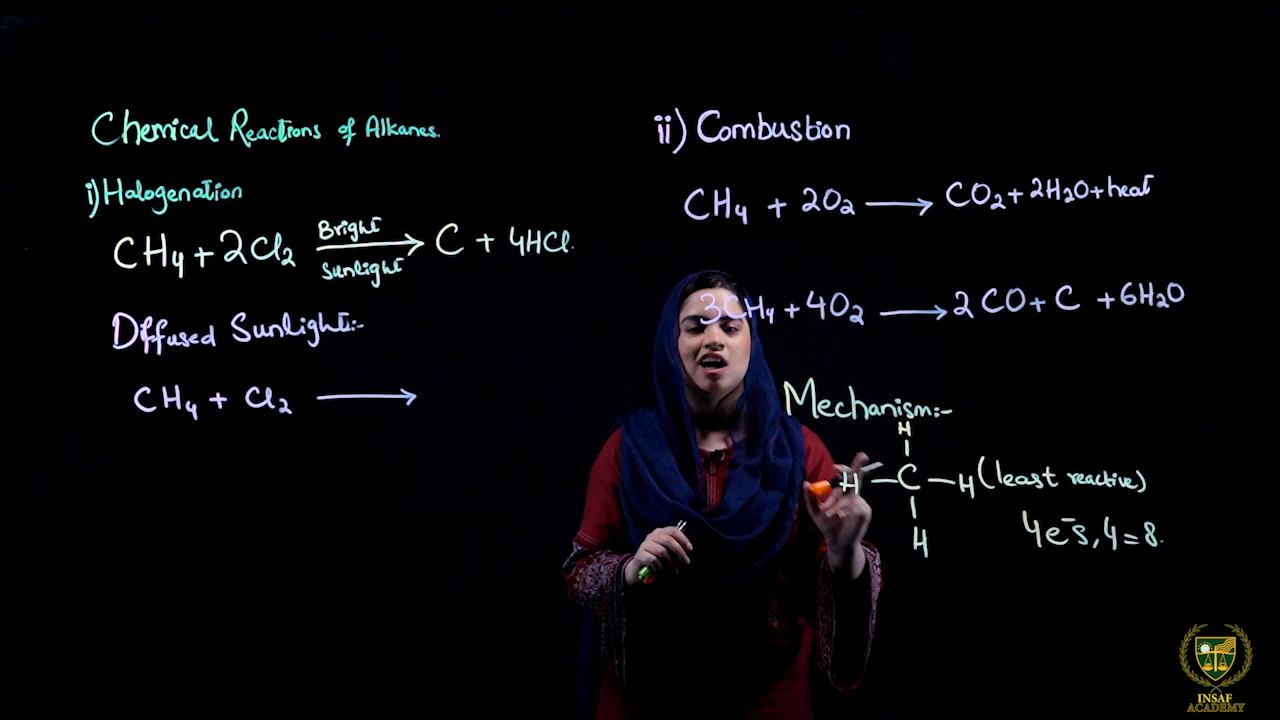 Chemical Reactions of Alkanes.
i) Halogenation
CH₄ + 2Cl₂ Bright Sunlight → C + 4HCl.
Diffused Sunlight:-
CH₄ + Cl₂ →
ii) Combustion
CH₄ + 2O₂ → CO₂ + 2H₂O + heat
3CH₄ + 4O₂ → 2CO + C + 6H₂O
Mechanism:-
H
H — C — H (least reactive)
H
4e⁻s, 4 = 8.
INSAF
ACADEMY